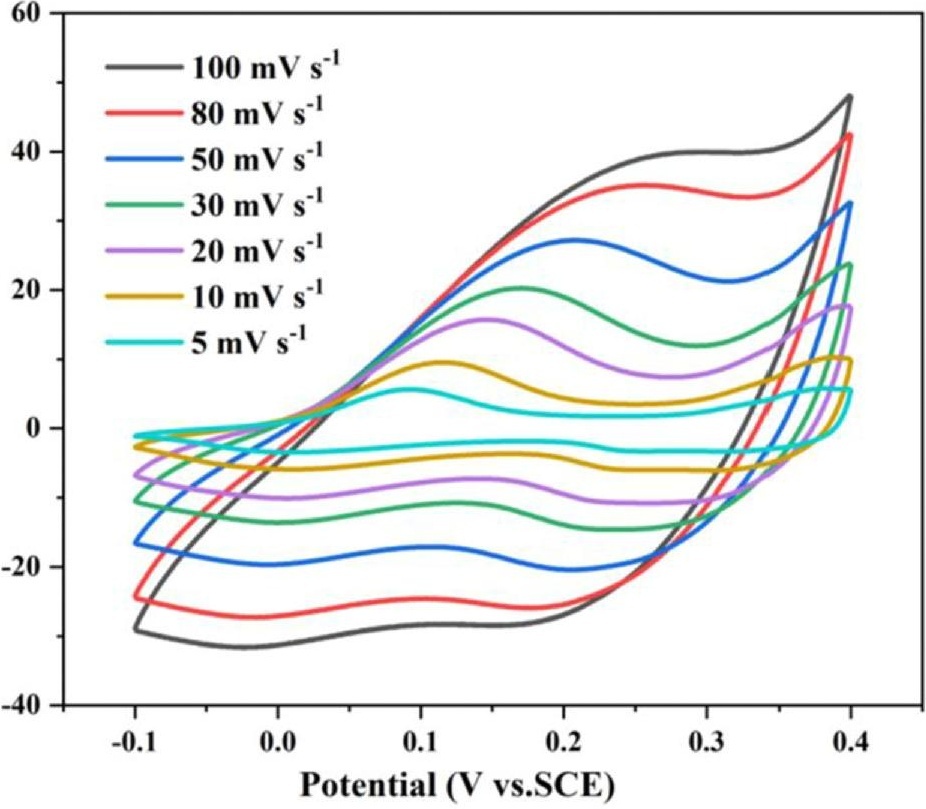 60
40
20
0
-20
-40
100 mV s⁻¹
80 mV s⁻¹
50 mV s⁻¹
30 mV s⁻¹
20 mV s⁻¹
10 mV s⁻¹
5 mV s⁻¹
-0.1 0.0 0.1 0.2 0.3 0.4
Potential (V vs.SCE)